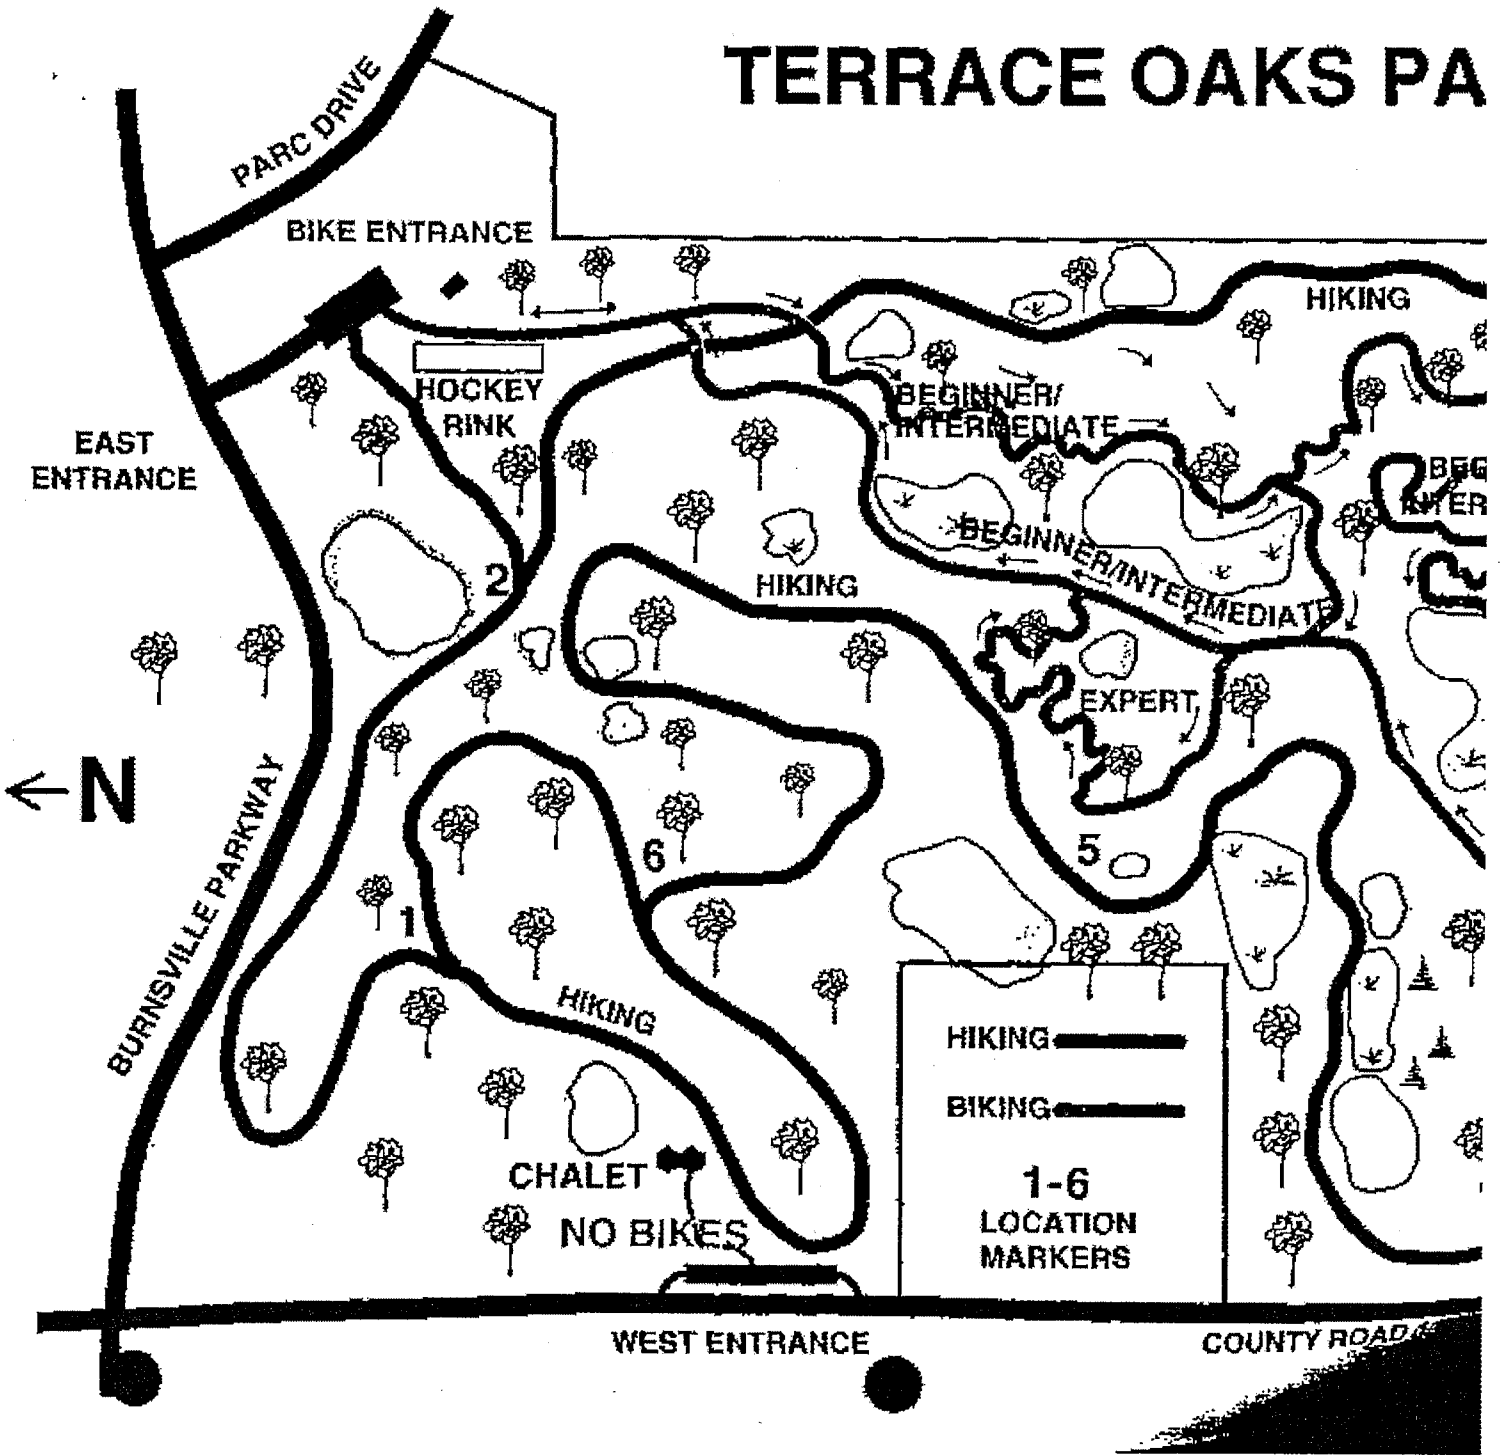 TERRACE OAKS PA
PARC DRIVE
BIKE ENTRANCE
HIKING
HOCKEY
RINK
BEGINNER/
INTERMEDIATE
EAST
ENTRANCE
BEG
INTER
BEGINNER/INTERMEDIATE
2
HIKING
EXPERT
N
BURNSVILLE PARKWAY
6
5
1
HIKING
HIKING
BIKING
CHALET
NO BIKES
1-6
LOCATION
MARKERS
WEST ENTRANCE
COUNTY ROAD